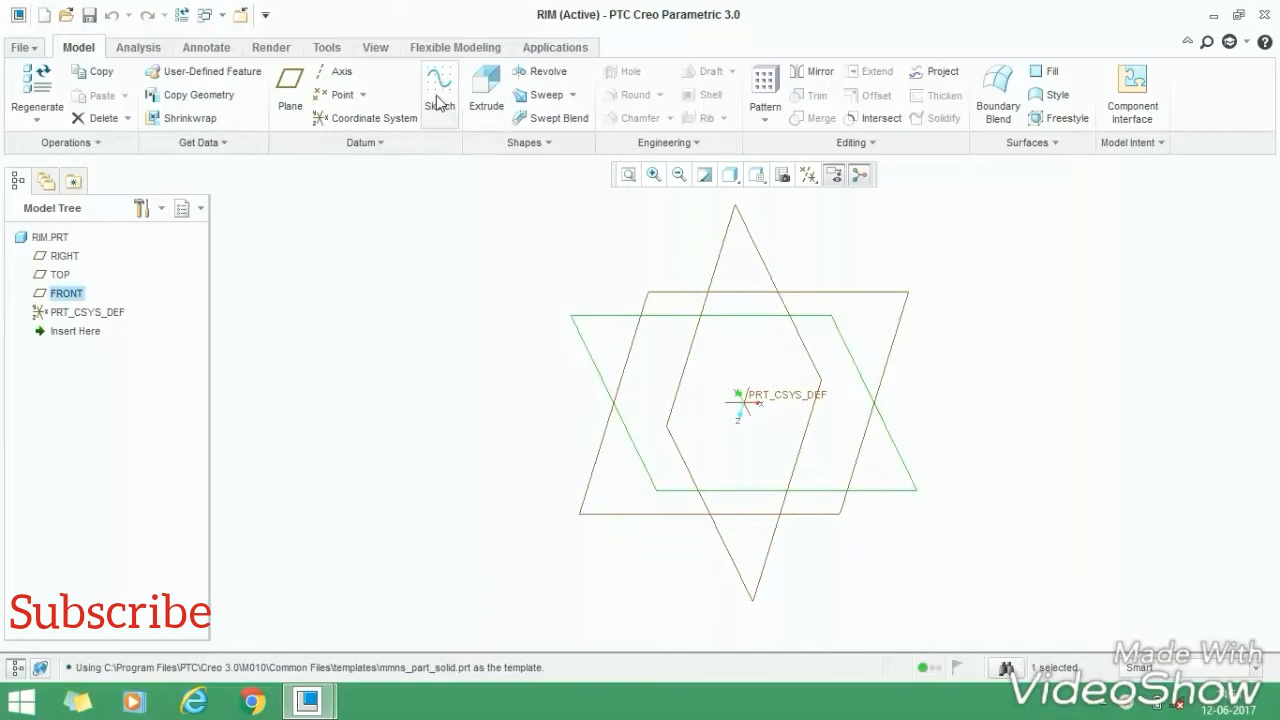 RIM (Active) - PTC Creo Parametric 3.0
File Model Analysis Annotate Render Tools View Flexible Modeling Applications
Regenerate
Copy
Paste
Delete
User-Defined Feature
Copy Geometry
Shrinkwrap
Plane
Axis
Point
Coordinate System
Sketch
Extrude
Revolve
Sweep
Swept Blend
Hole
Round
Chamfer
Draft
Shell
Rib
Pattern
Mirror
Trim
Merge
Extend
Offset
Intersect
Project
Thicken
Solidify
Boundary
Blend
Fill
Style
Freestyle
Component
Interface
Operations Get Data Datum Shapes Engineering Editing Surfaces Model Intent
Model Tree
RIM.PRT
RIGHT
TOP
FRONT
PRT_CSYS_DEF
Insert Here
PRT_CSYS_DEF
Y
X
Z
Subscribe
Using C:\Program Files\PTC\Creo 3.0\M010\Common Files\templates\mmns_part_solid.prt as the template.
1 selected
Smart
Made With
VideoShow
12-06-2017